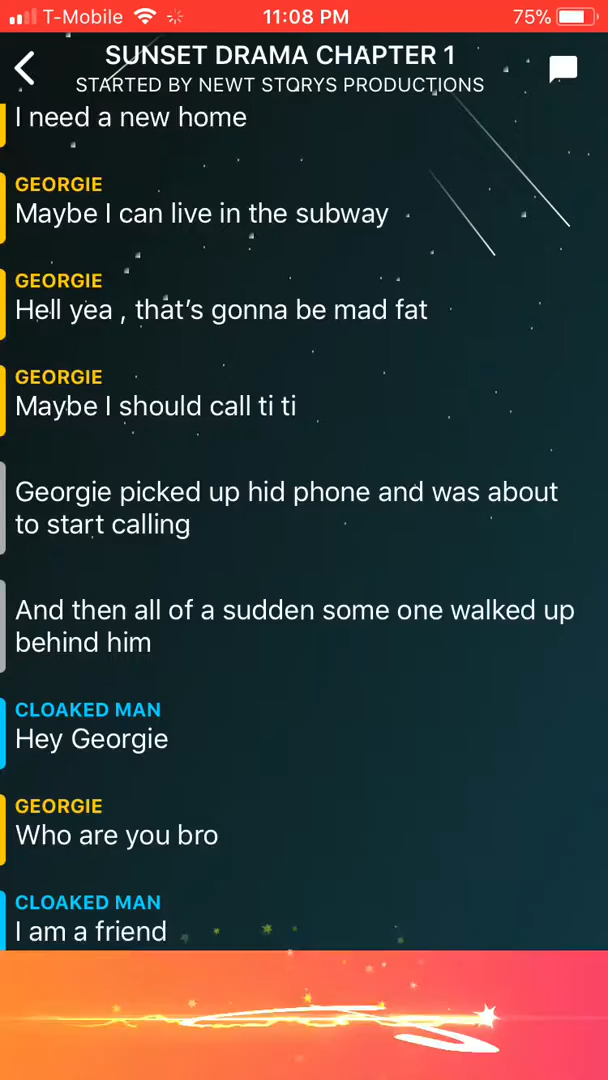 T-Mobile 11:08 PM 75%
SUNSET DRAMA CHAPTER 1
STARTED BY NEWT STORYS PRODUCTIONS
I need a new home
GEORGIE
Maybe I can live in the subway
GEORGIE
Hell yea , that's gonna be mad fat
GEORGIE
Maybe I should call ti ti
Georgie picked up hid phone and was about
to start calling
And then all of a sudden some one walked up
behind him
CLOAKED MAN
Hey Georgie
GEORGIE
Who are you bro
CLOAKED MAN
I am a friend